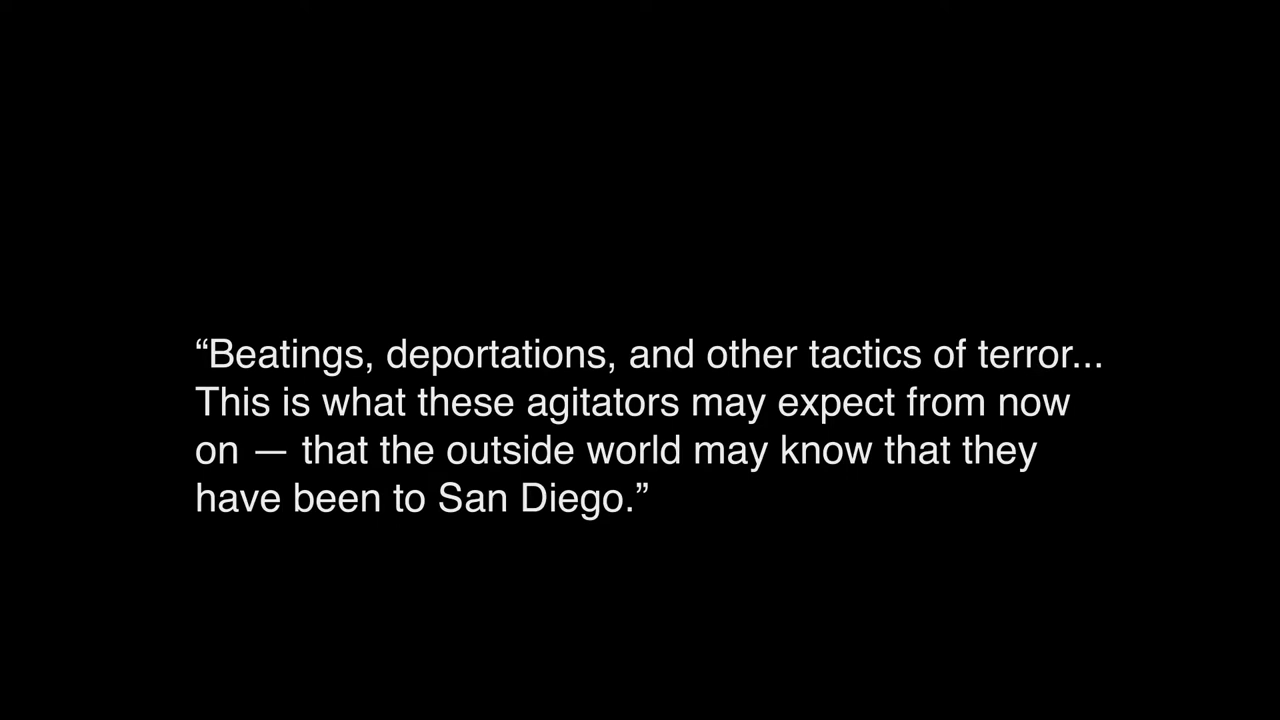 “Beatings, deportations, and other tactics of terror...
This is what these agitators may expect from now
on — that the outside world may know that they
have been to San Diego.”